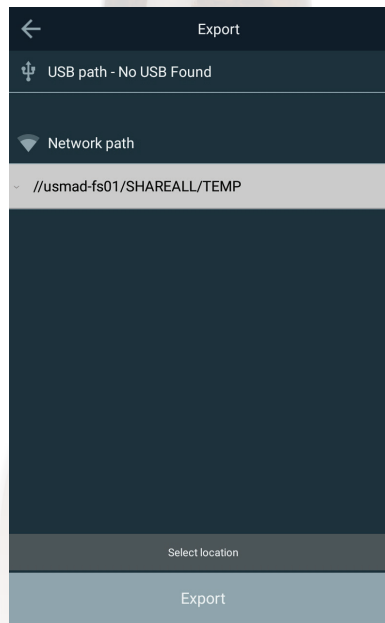 Export
USB path - No USB Found
Network path
//usmad-fs01/SHAREALL/TEMP
Select location
Export